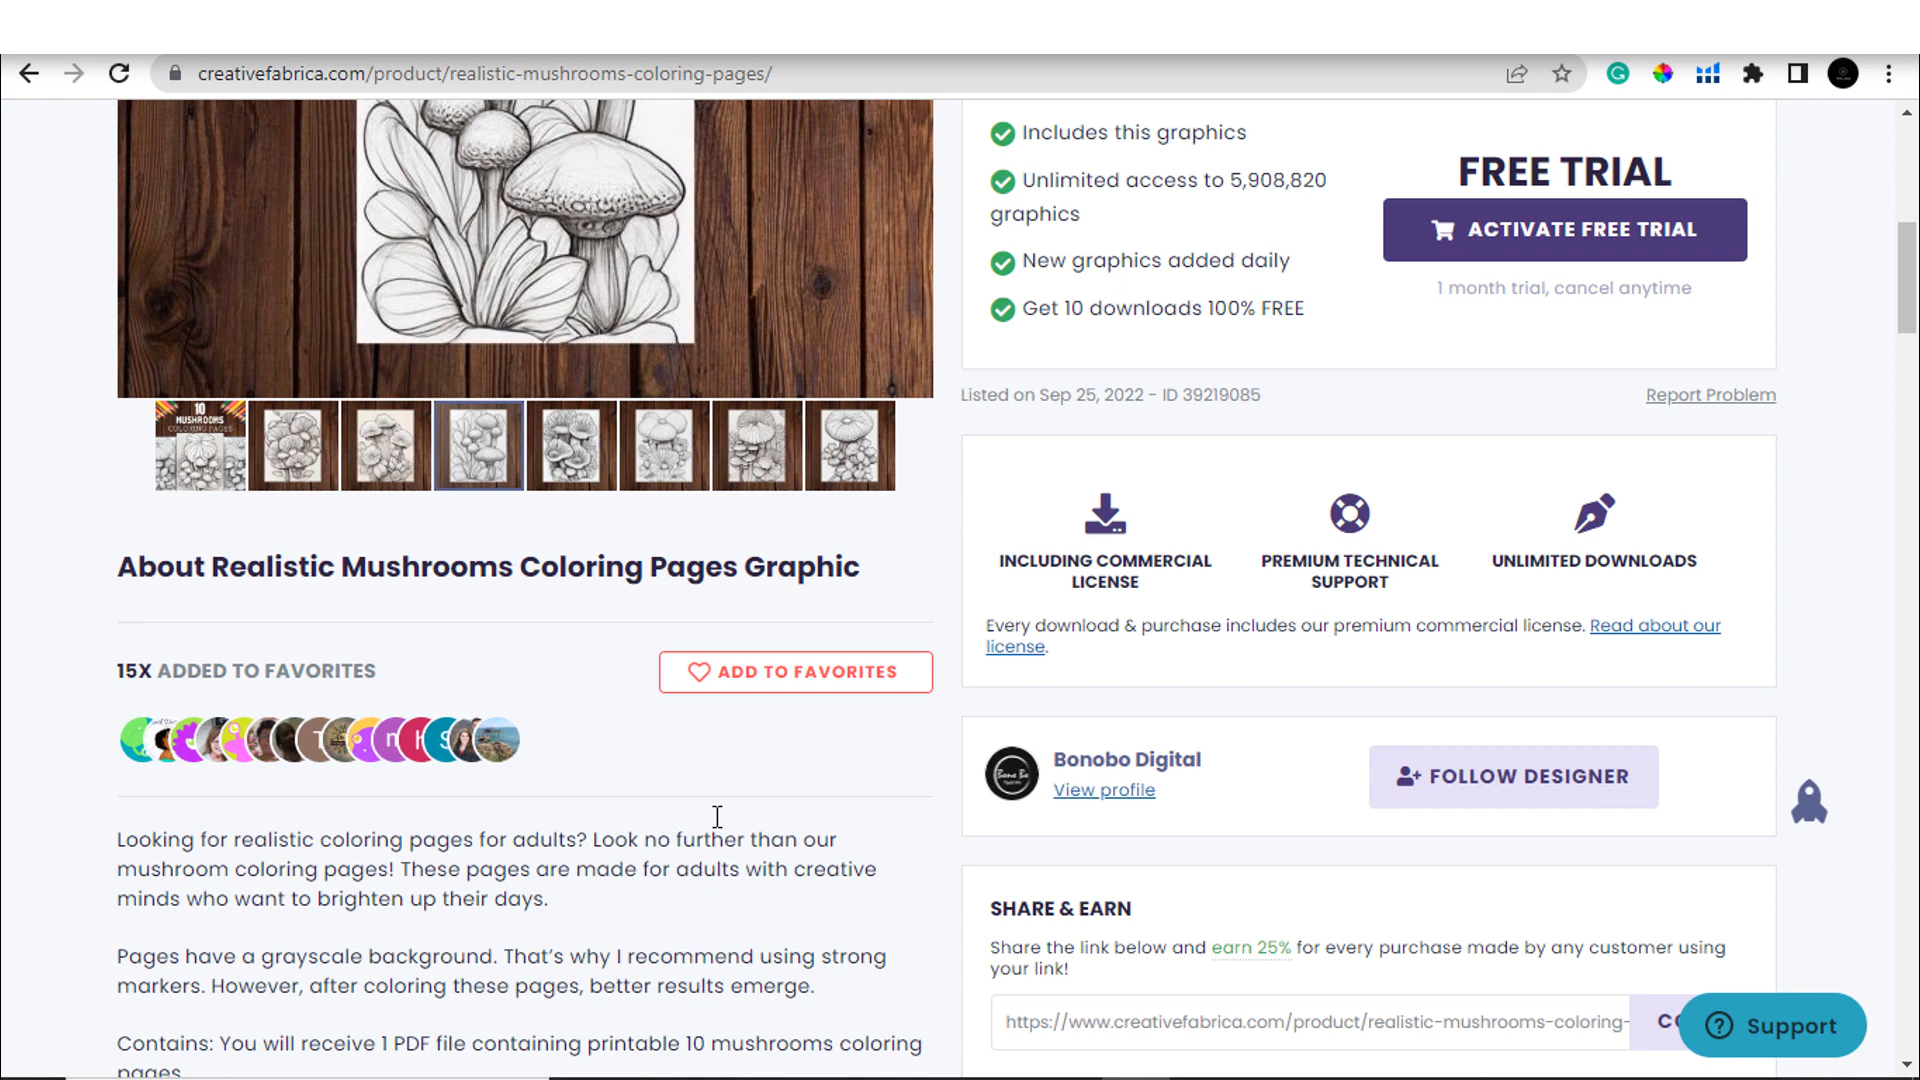 creativefabrica.com/product/realistic-mushrooms-coloring-pages/
Includes this graphics
Unlimited access to 5,908,820
graphics
New graphics added daily
Get 10 downloads 100% FREE
FREE TRIAL
ACTIVATE FREE TRIAL
1 month trial, cancel anytime
Listed on Sep 25, 2022 - ID 39219085
Report Problem
10
MUSHROOMS
COLORING PAGES
INCLUDING COMMERCIAL
LICENSE
PREMIUM TECHNICAL
SUPPORT
UNLIMITED DOWNLOADS
Every download & purchase includes our premium commercial license. Read about our
license.
About Realistic Mushrooms Coloring Pages Graphic
15X ADDED TO FAVORITES
ADD TO FAVORITES
Bonobo Digital
View profile
FOLLOW DESIGNER
Looking for realistic coloring pages for adults? Look no further than our
mushroom coloring pages! These pages are made for adults with creative
minds who want to brighten up their days.
Pages have a grayscale background. That's why I recommend using strong
markers. However, after coloring these pages, better results emerge.
Contains: You will receive 1 PDF file containing printable 10 mushrooms coloring
pages
SHARE & EARN
Share the link below and earn 25% for every purchase made by any customer using
your link!
https://www.creativefabrica.com/product/realistic-mushrooms-coloring-
Support